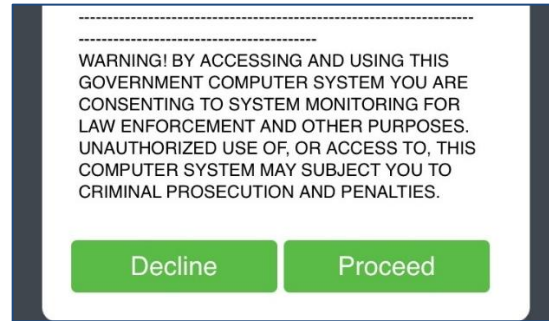 ----------------------------------------------------------------
--------------------------------------
WARNING! BY ACCESSING AND USING THIS
GOVERNMENT COMPUTER SYSTEM YOU ARE
CONSENTING TO SYSTEM MONITORING FOR
LAW ENFORCEMENT AND OTHER PURPOSES.
UNAUTHORIZED USE OF, OR ACCESS TO, THIS
COMPUTER SYSTEM MAY SUBJECT YOU TO
CRIMINAL PROSECUTION AND PENALTIES.
Decline Proceed